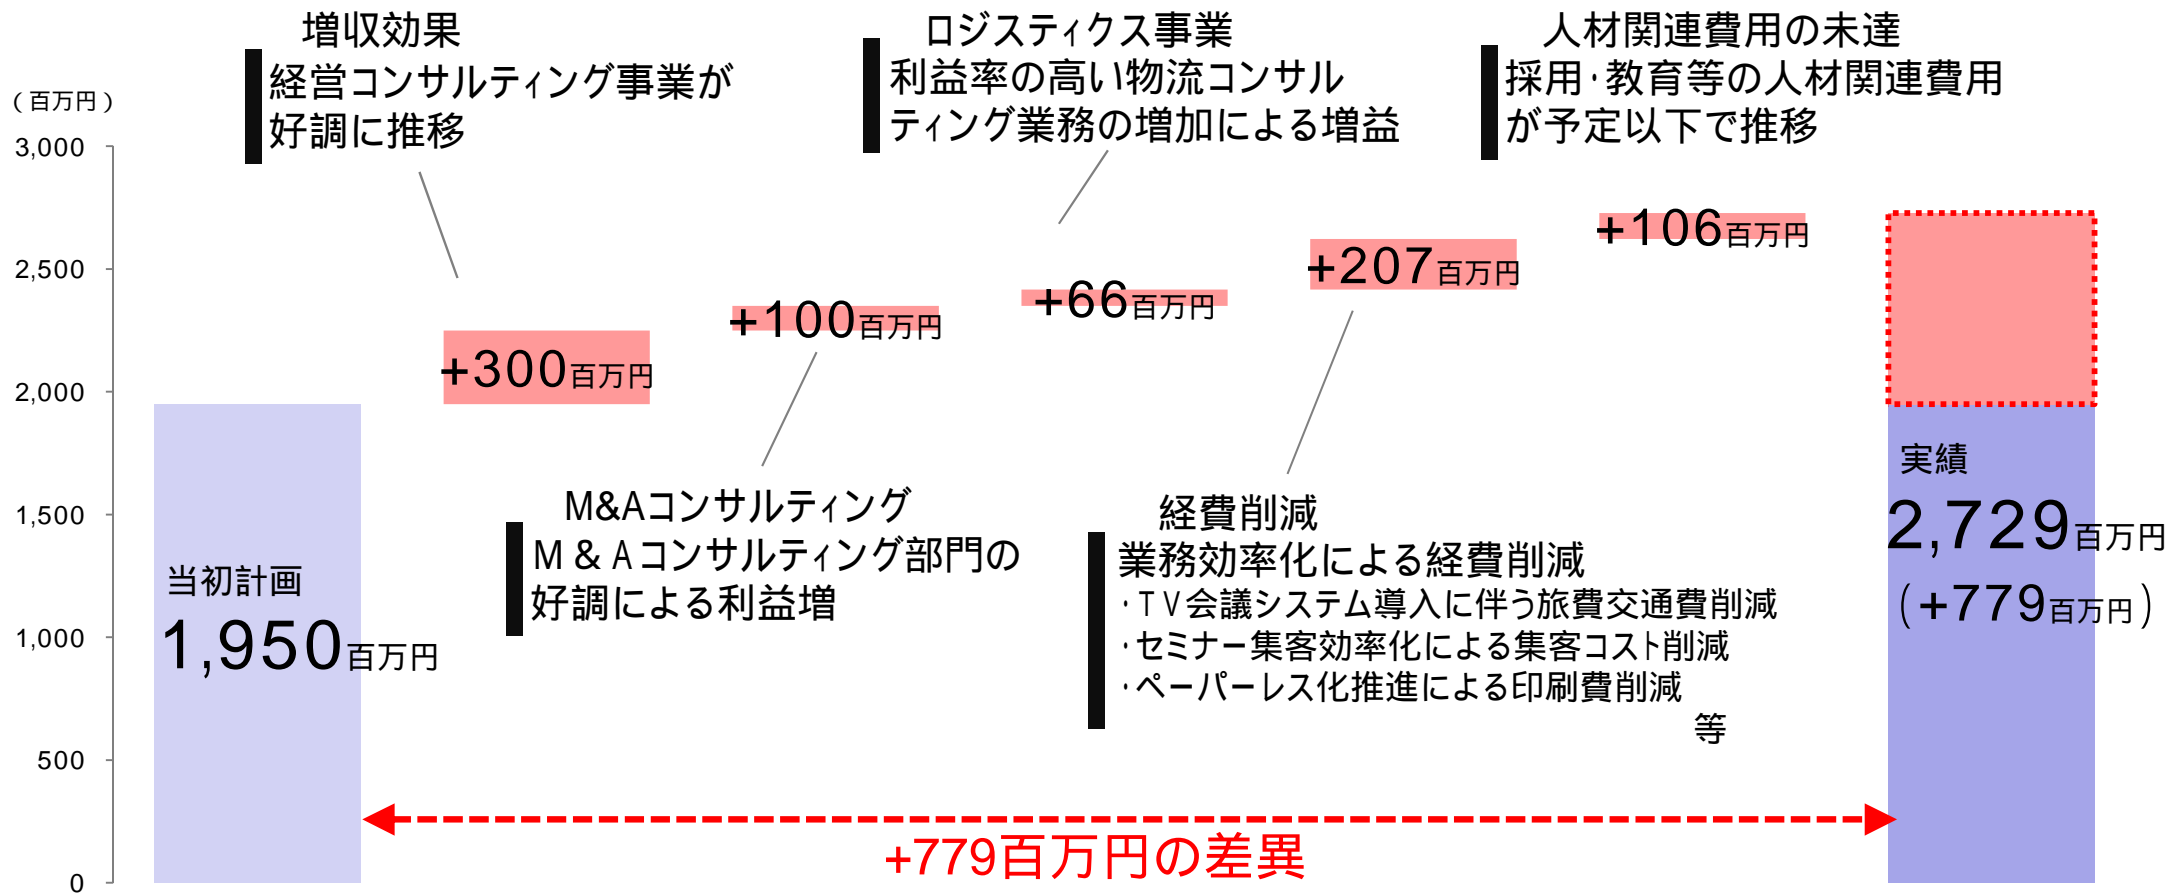 増収効果
経営コンサルティング事業が
好調に推移
ロジスティクス事業
利益率の高い物流コンサル
ティング業務の増加による増益
人材関連費用の未達
採用・教育等の人材関連費用
が予定以下で推移
（百万円）
3,000
2,500
2,000
1,500
1,000
500
0
当初計画
1,950百万円
+300百万円
+100百万円
+66百万円
+207百万円
+106百万円
M&Aコンサルティング
M & A コンサルティング部門の
好調による利益増
経費削減
業務効率化による経費削減
・T V 会議システム導入に伴う旅費交通費削減
・セミナー集客効率化による集客コスト削減
・ペーパーレス化推進による印刷費削減
等
実績
2,729百万円
（+779百万円）
+779百万円の差異